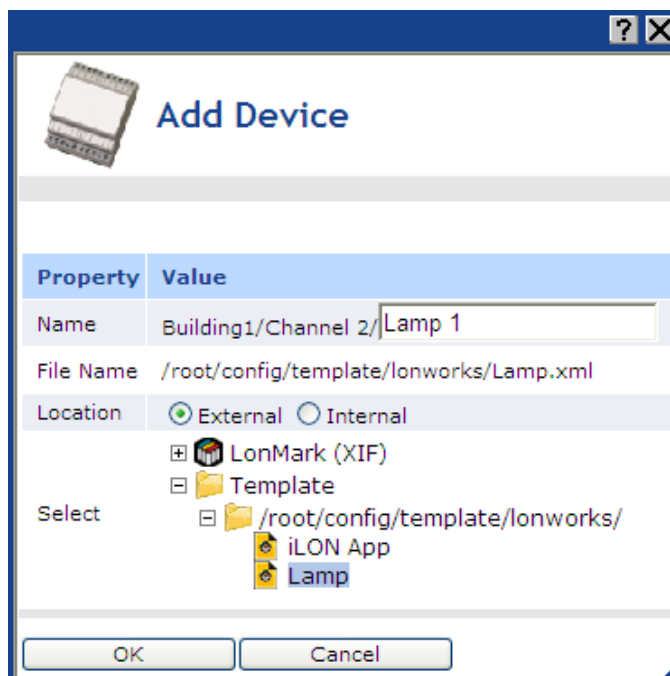 ?
Add Device
Property Value
Name Building1/Channel 2/Lamp 1
File Name /root/config/template/lonworks/Lamp.xml
Location External Internal
LonMark (XIF)
Template
Select /root/config/template/lonworks/
iLON App
Lamp
OK Cancel